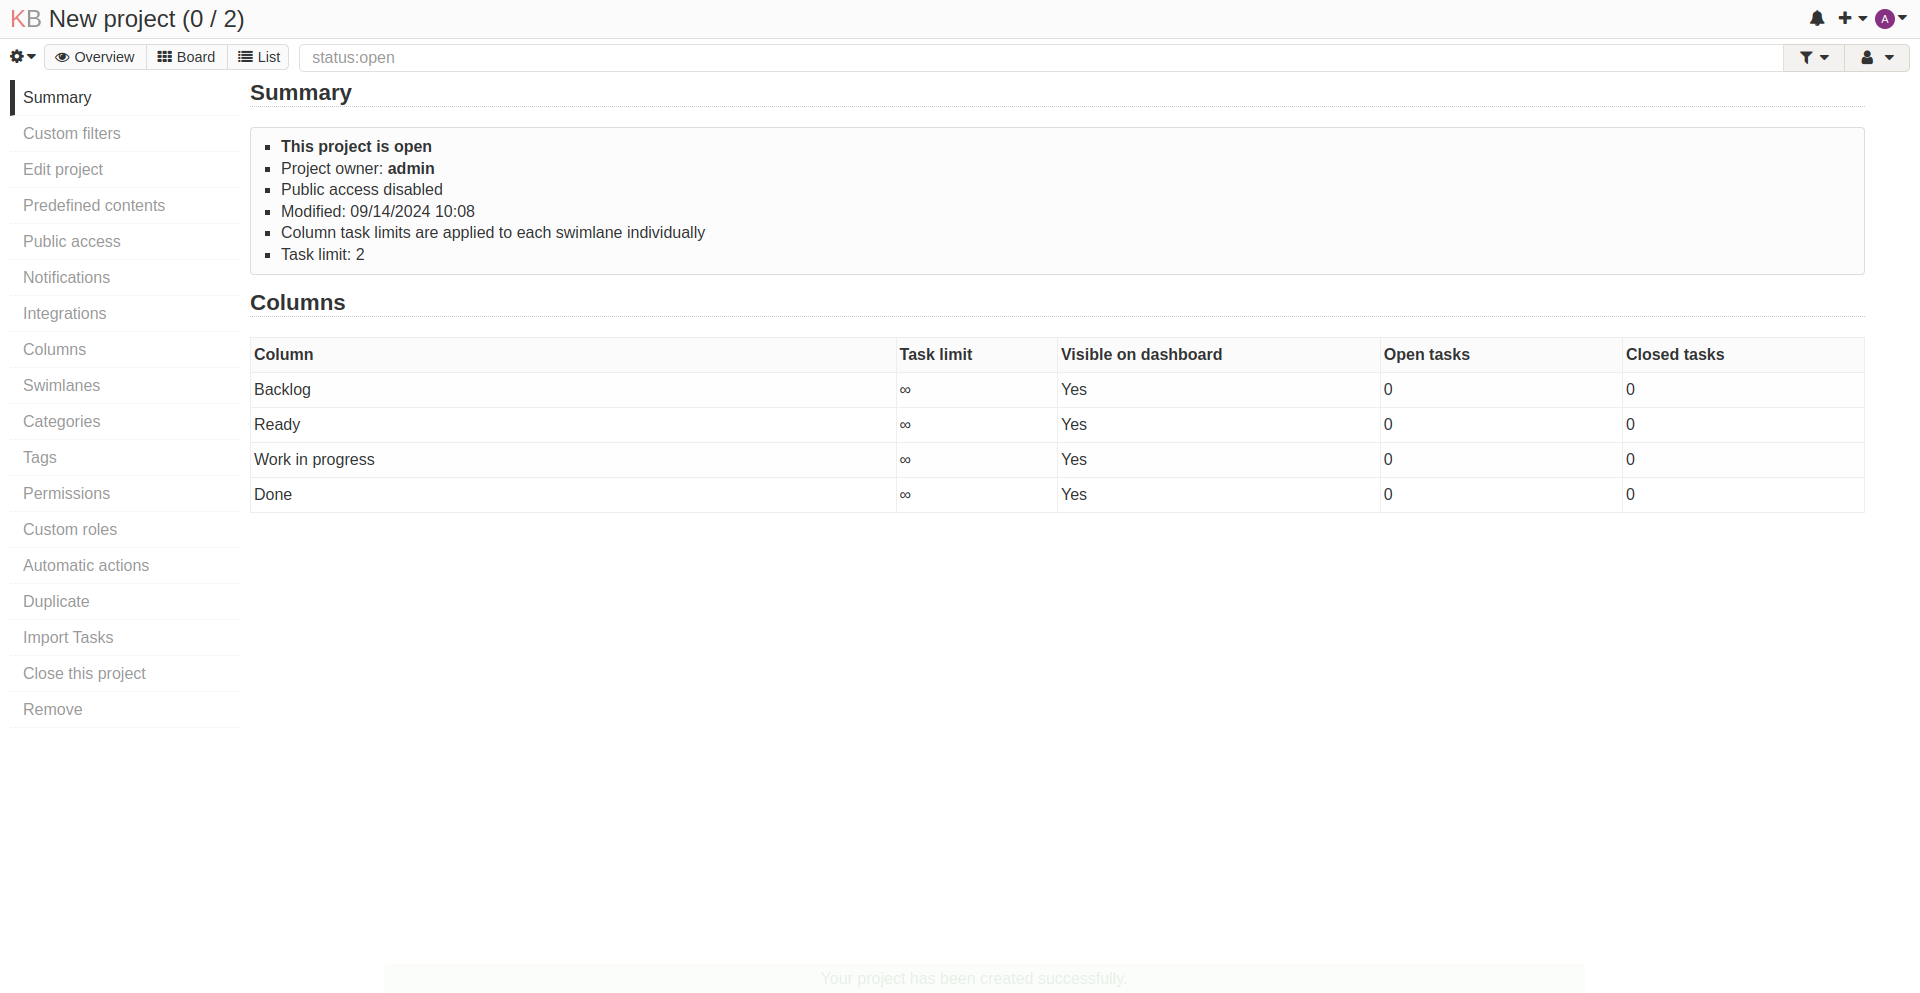 KB New project (0 / 2)
A
Overview Board List status:open
Summary
Custom filters
Edit project
Predefined contents
Public access
Notifications
Integrations
Columns
Swimlanes
Categories
Tags
Permissions
Custom roles
Automatic actions
Duplicate
Import Tasks
Close this project
Remove
Summary
This project is open
Project owner: admin
Public access disabled
Modified: 09/14/2024 10:08
Column task limits are applied to each swimlane individually
Task limit: 2
Columns
Column Task limit Visible on dashboard Open tasks Closed tasks
Backlog ∞ Yes 0 0
Ready ∞ Yes 0 0
Work in progress ∞ Yes 0 0
Done ∞ Yes 0 0
Your project has been created successfully.